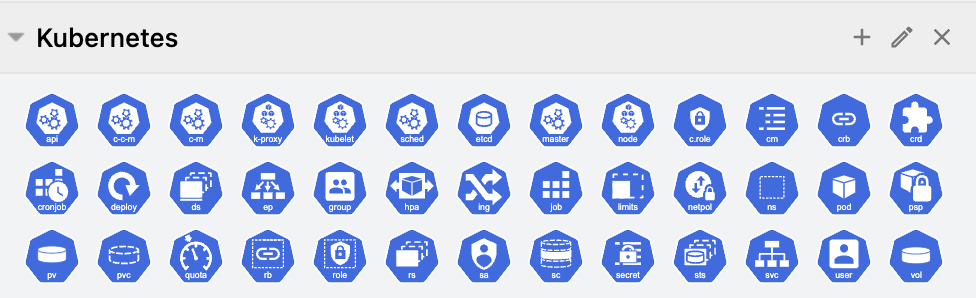 Kubernetes
api c-c-m c-m k-proxy kubelet sched etcd master node c.role cm crb crd
cronjob deploy ds ep group hpa ing job limits netpol ns pod psp
pv pvc quota rb role rs sa sc secret sts svc user vol